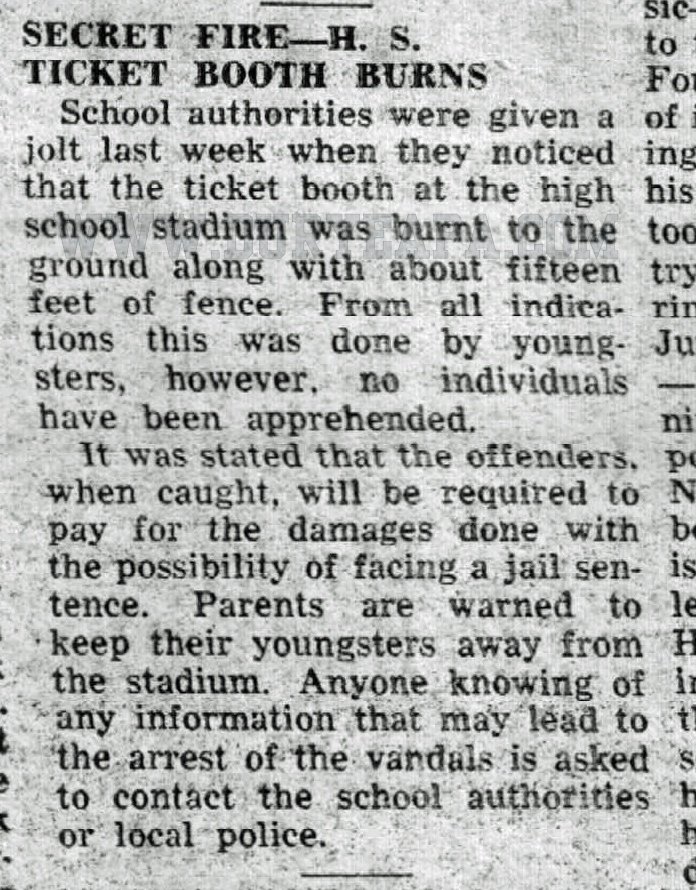 SECRET FIRE—H. S.
TICKET BOOTH BURNS
School authorities were given a
jolt last week when they noticed
that the ticket booth at the high
school stadium was burnt to the
ground along with about fifteen
feet of fence. From all indica-
tions this was done by young-
sters, however, no individuals
have been apprehended.
It was stated that the offenders,
when caught, will be required to
pay for the damages done with
the possibility of facing a jail sen-
tence. Parents are warned to
keep their youngsters away from
the stadium. Anyone knowing of
any information that may lead to
the arrest of the vandals is asked
to contact the school authorities
or local police.